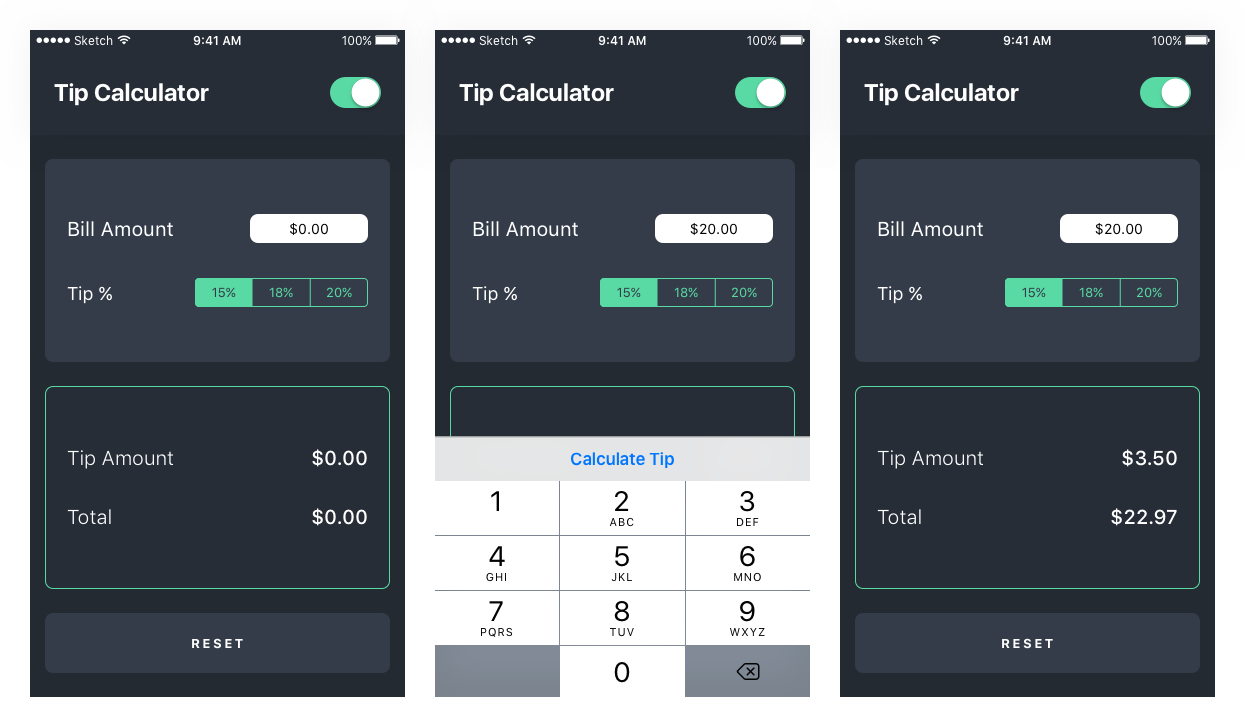 Sketch 9:41 AM 100%
Tip Calculator
Bill Amount $0.00
Tip % 15% 18% 20%
Tip Amount $0.00
Total $0.00
RESET
Sketch 9:41 AM 100%
Tip Calculator
Bill Amount $20.00
Tip % 15% 18% 20%
Calculate Tip
1 2 3
ABC DEF
4 5 6
GHI JKL MNO
7 8 9
PQRS TUV WXYZ
0
Sketch 9:41 AM 100%
Tip Calculator
Bill Amount $20.00
Tip % 15% 18% 20%
Tip Amount $3.50
Total $22.97
RESET